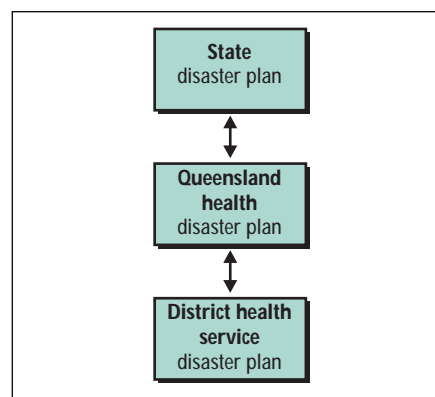 State
disaster plan
Queensland
health
disaster plan
District health
service
disaster plan